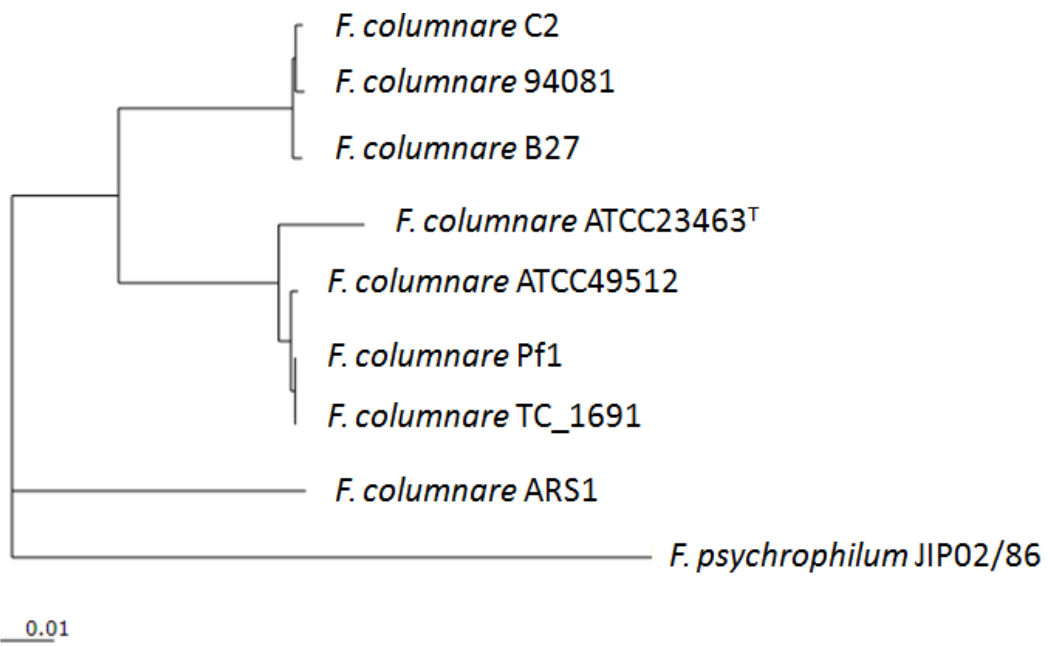 F. columnare C2
F. columnare 94081
F. columnare B27
F. columnare ATCC23463ᵀ
F. columnare ATCC49512
F. columnare Pf1
F. columnare TC_1691
F. columnare ARS1
F. psychrophilum JIP02/86
0.01